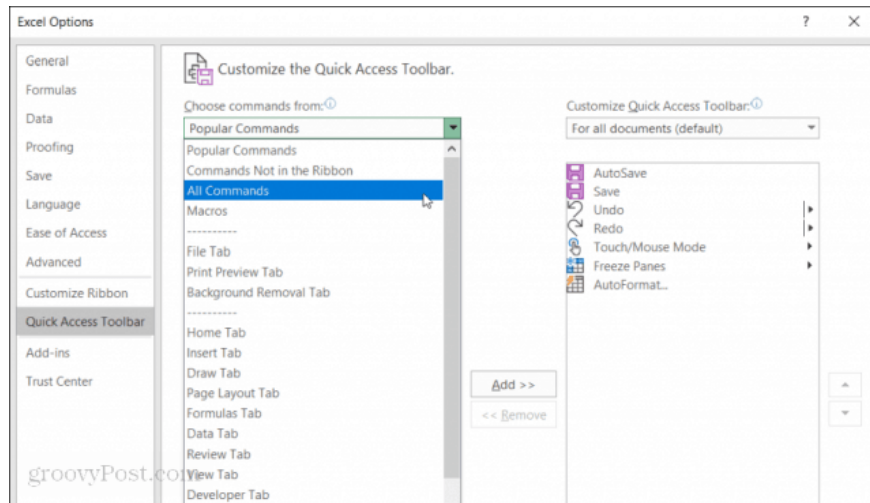 Excel Options
?
General
Formulas
Data
Proofing
Save
Language
Ease of Access
Advanced
Customize Ribbon
Quick Access Toolbar
Add-ins
Trust Center
Customize the Quick Access Toolbar.
Choose commands from:
Popular Commands
Popular Commands
Commands Not in the Ribbon
All Commands
Macros
----------
File Tab
Print Preview Tab
Background Removal Tab
----------
Home Tab
Insert Tab
Draw Tab
Page Layout Tab
Formulas Tab
Data Tab
Review Tab
View Tab
Developer Tab
Add >>
<< Remove
Customize Quick Access Toolbar:
For all documents (default)
AutoSave
Save
Undo
Redo
Touch/Mouse Mode
Freeze Panes
AutoFormat...
groovyPost.com